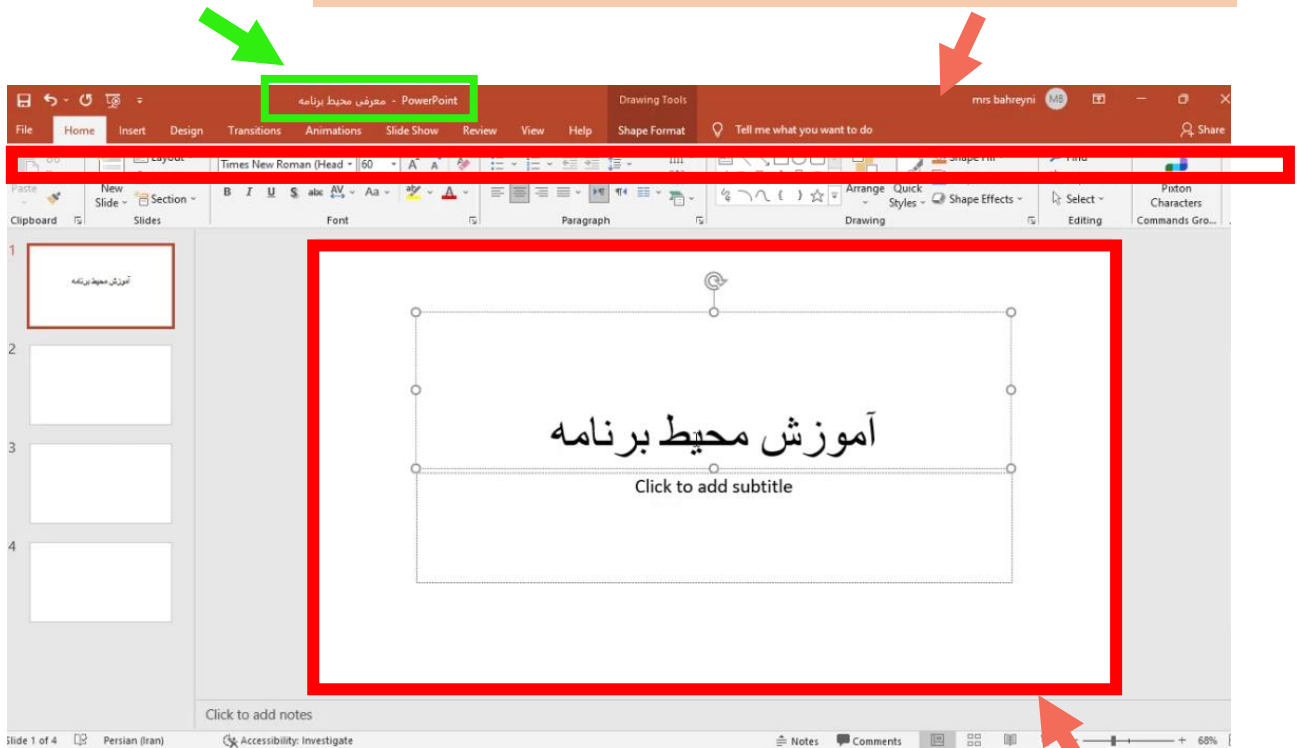 معرفی محیط برنامه - PowerPoint
Drawing Tools
mrs bahreyni MB
File Home Insert Design Transitions Animations Slide Show Review View Help Shape Format Tell me what you want to do Share
Times New Roman (Head 60
Paste New Slide Section
B I U S abc AV Aa A
Arrange Quick Styles Shape Effects Select Pixton Characters
Clipboard Slides Font Paragraph Drawing Editing Commands Gro...
1
آموزش محیط برنامه
2
3
4
آموزش محیط برنامه
Click to add subtitle
Click to add notes
Slide 1 of 4 Persian (Iran) Accessibility: Investigate Notes Comments 68%